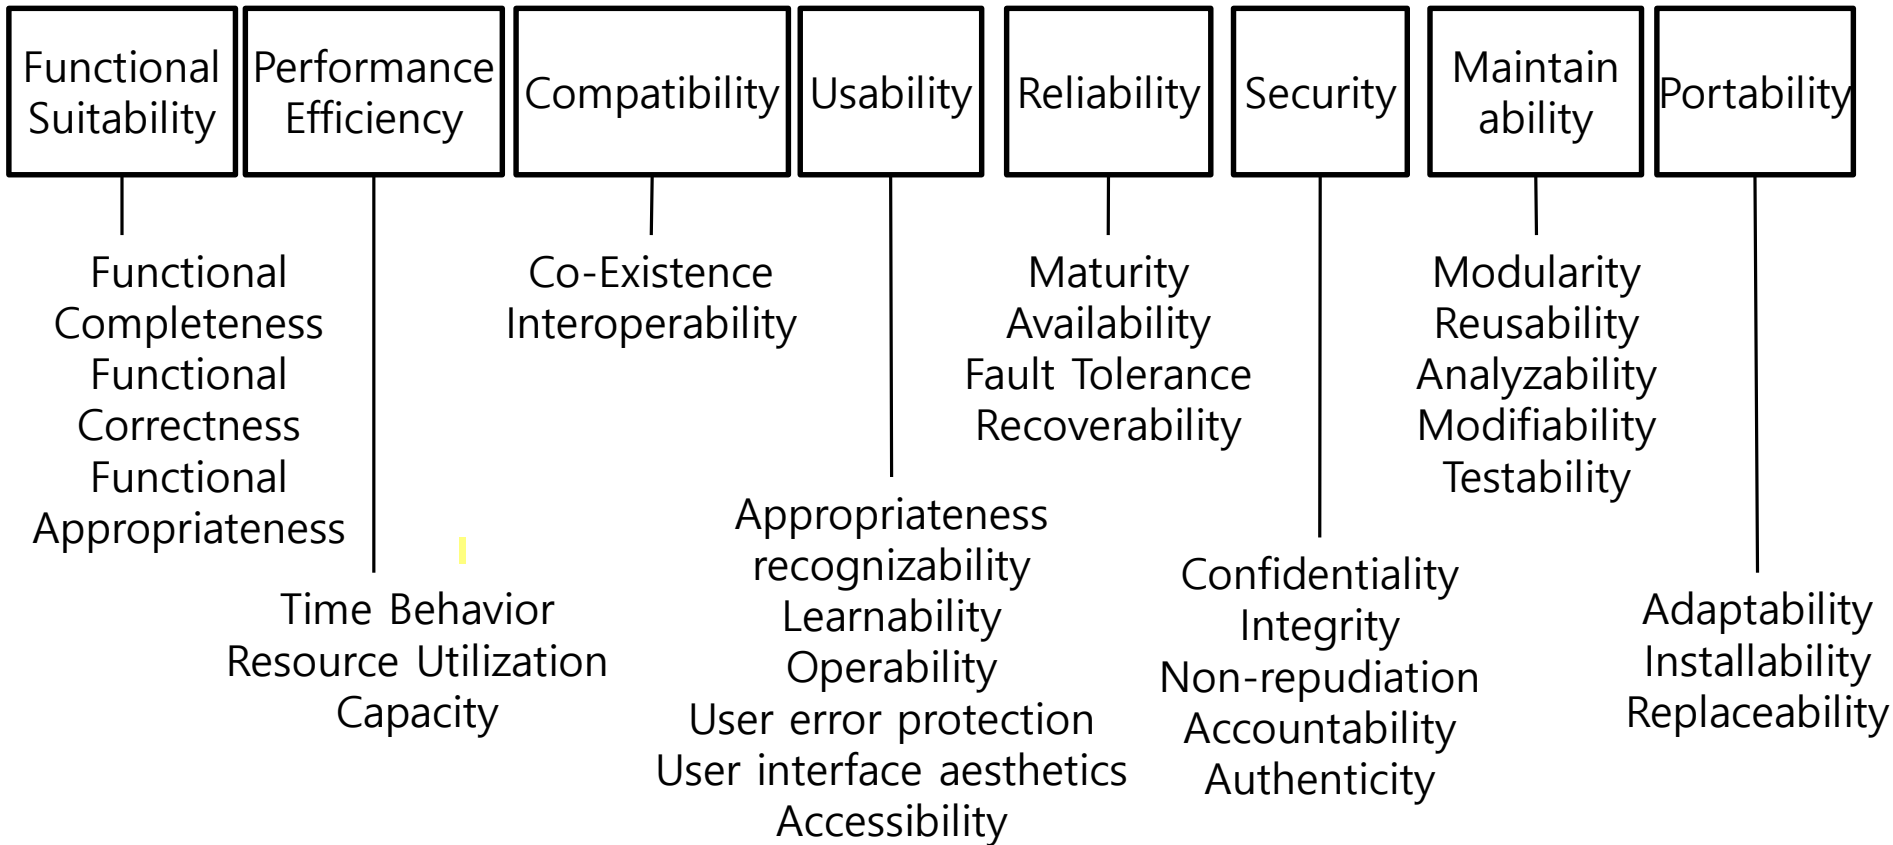 Functional
Suitability
Performance
Efficiency
Compatibility
Usability
Reliability
Security
Maintain
ability
Portability
Functional
Completeness
Functional
Correctness
Functional
Appropriateness
Time Behavior
Resource Utilization
Capacity
Co-Existence
Interoperability
Appropriateness
recognizability
Learnability
Operability
User error protection
User interface aesthetics
Accessibility
Maturity
Availability
Fault Tolerance
Recoverability
Confidentiality
Integrity
Non-repudiation
Accountability
Authenticity
Modularity
Reusability
Analyzability
Modifiability
Testability
Adaptability
Installability
Replaceability